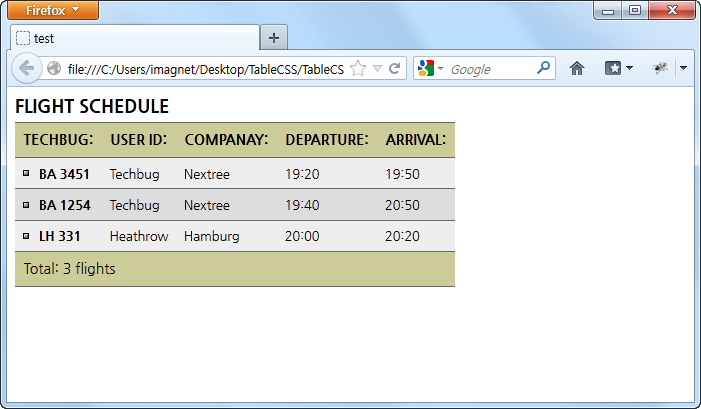 Firefox
test
file:///C:/Users/imagnet/Desktop/TableCSS/TableCS
Google
FLIGHT SCHEDULE
TECHBUG: USER ID: COMPANAY: DEPARTURE: ARRIVAL:
BA 3451 Techbug Nextree 19:20 19:50
BA 1254 Techbug Nextree 19:40 20:50
LH 331 Heathrow Hamburg 20:00 20:20
Total: 3 flights